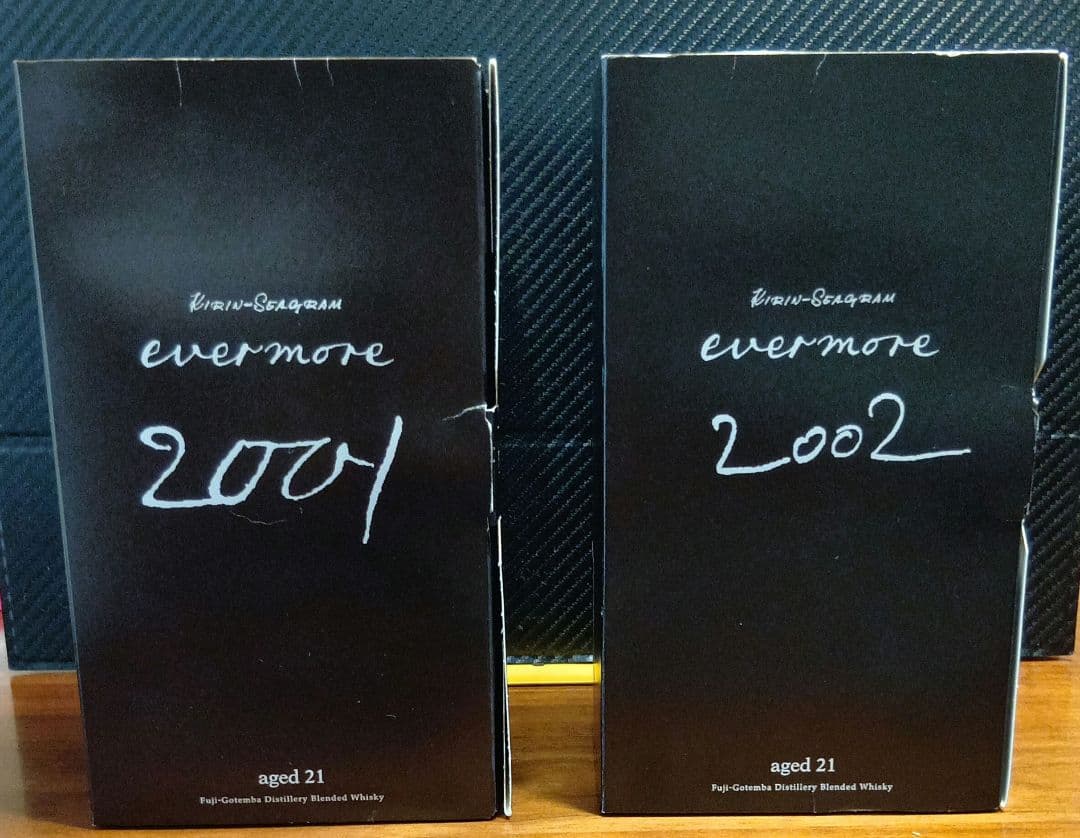 Kirin-Seagram
evermore
2001
aged 21
Fuji-Gotemba Distillery Blended Whisky
Kirin-Seagram
evermore
2002
aged 21
Fuji-Gotemba Distillery Blended Whisky